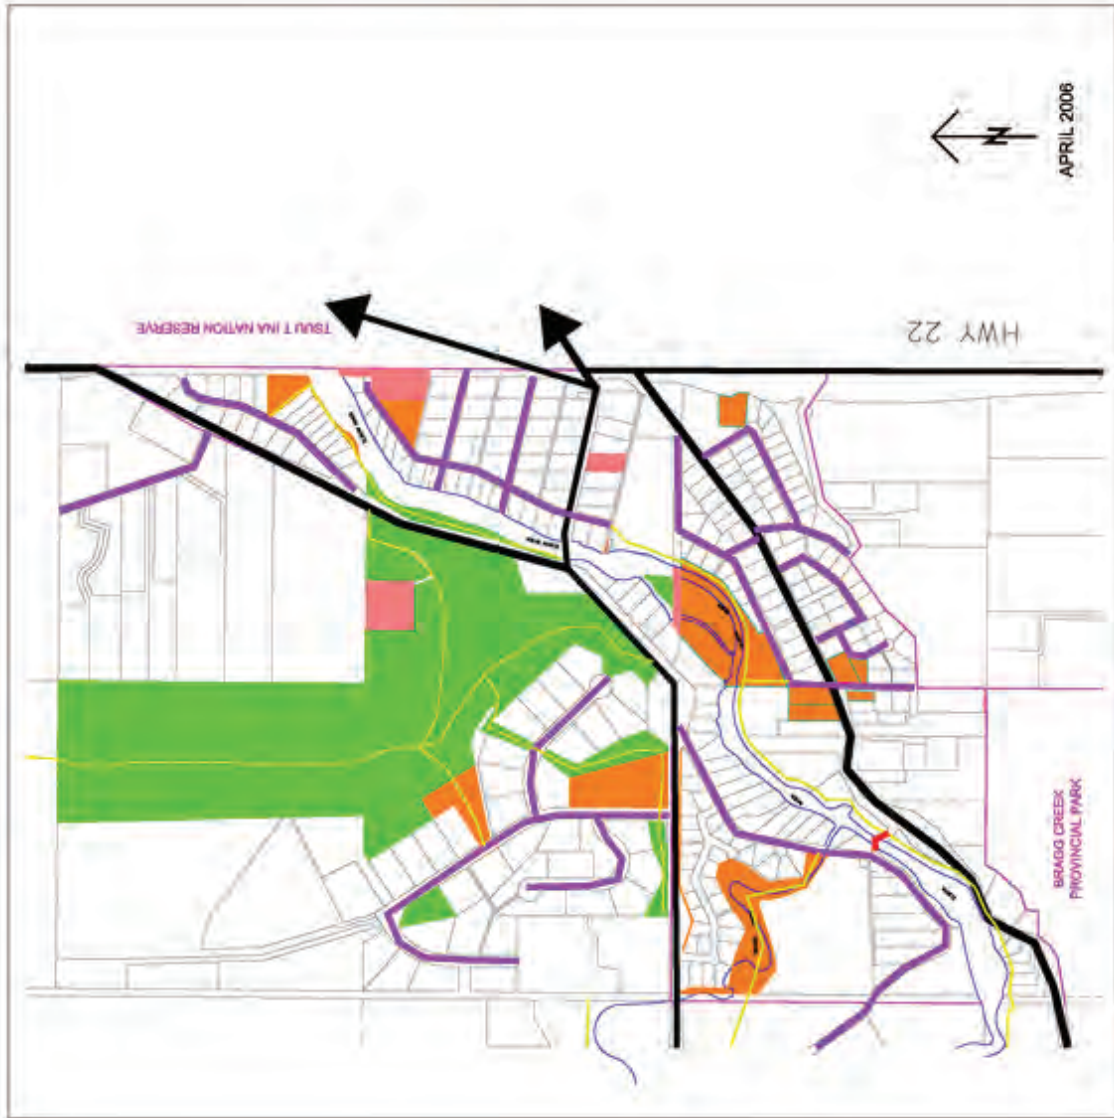 N
APRIL 2006
TSUU T INA NATION RESERVE
HWY 22
BRAGG CREEK
PROVINCIAL PARK